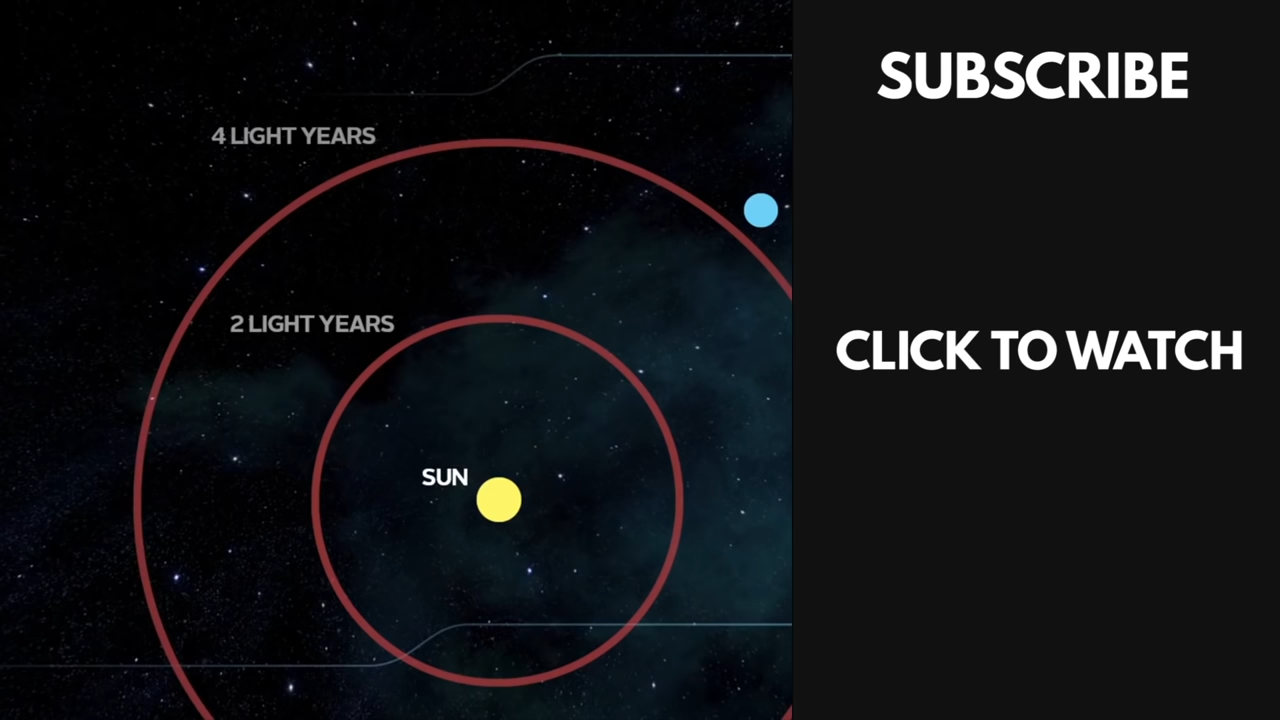 SUBSCRIBE
4 LIGHT YEARS
2 LIGHT YEARS
CLICK TO WATCH
SUN